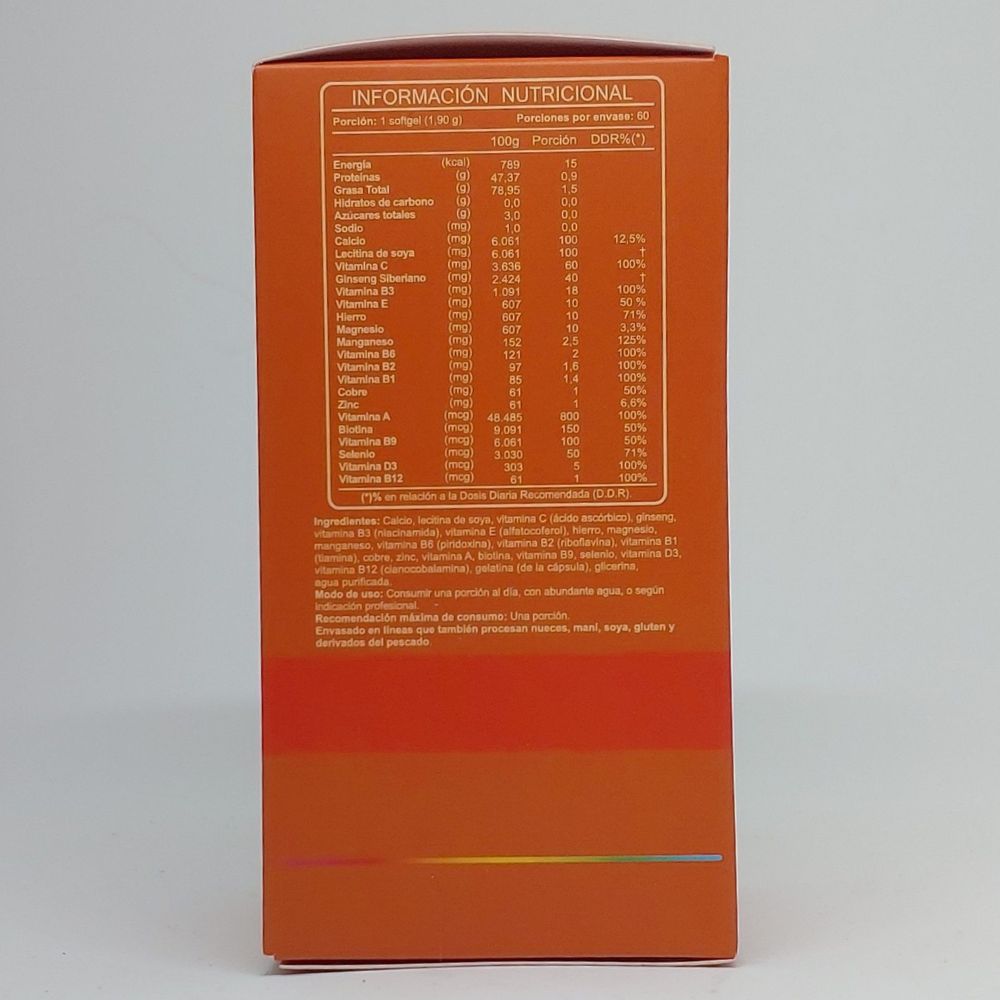 INFORMACIÓN NUTRICIONAL
Porción: 1 softgel (1,90 g) Porciones por envase: 60
100g Porción DDR%(*)
Energía (kcal) 789 15
Proteínas (g) 47,37 0,9
Grasa Total (g) 78,95 1,5
Hidratos de carbono (g) 0,0 0,0
Azúcares totales (g) 3,0 0,0
Sodio (mg) 1,0 0,0
Calcio (mg) 6.061 100 12,5%
Lecitina de soya (mg) 6.061 100 †
Vitamina C (mg) 3.636 60 100%
Ginseng Siberiano (mg) 2.424 40 †
Vitamina B3 (mg) 1.091 18 100%
Vitamina E (mg) 607 10 50 %
Hierro (mg) 607 10 71%
Magnesio (mg) 607 10 3,3%
Manganeso (mg) 152 2,5 125%
Vitamina B6 (mg) 121 2 100%
Vitamina B2 (mg) 97 1,6 100%
Vitamina B1 (mg) 85 1,4 100%
Cobre (mg) 61 1 50%
Zinc (mg) 61 1 6,6%
Vitamina A (mcg) 48.485 800 100%
Biotina (mcg) 9.091 150 50%
Vitamina B9 (mcg) 6.061 100 50%
Selenio (mcg) 3.030 50 71%
Vitamina D3 (mcg) 303 5 100%
Vitamina B12 (mcg) 61 1 100%
(*)% en relación a la Dosis Diaria Recomendada (D.D.R).
Ingredientes: Calcio, lecitina de soya, vitamina C (ácido ascórbico), ginseng,
vitamina B3 (niacinamida), vitamina E (alfatocoferol), hierro, magnesio,
manganeso, vitamina B6 (piridoxina), vitamina B2 (riboflavina), vitamina B1
(tiamina), cobre, zinc, vitamina A, biotina, vitamina B9, selenio, vitamina D3,
vitamina B12 (cianocobalamina), gelatina (de la cápsula), glicerina,
agua purificada.
Modo de uso: Consumir una porción al día, con abundante agua, o según
indicación profesional.
Recomendación máxima de consumo: Una porción.
Envasado en líneas que también procesan nueces, maní, soya, gluten y
derivados del pescado.